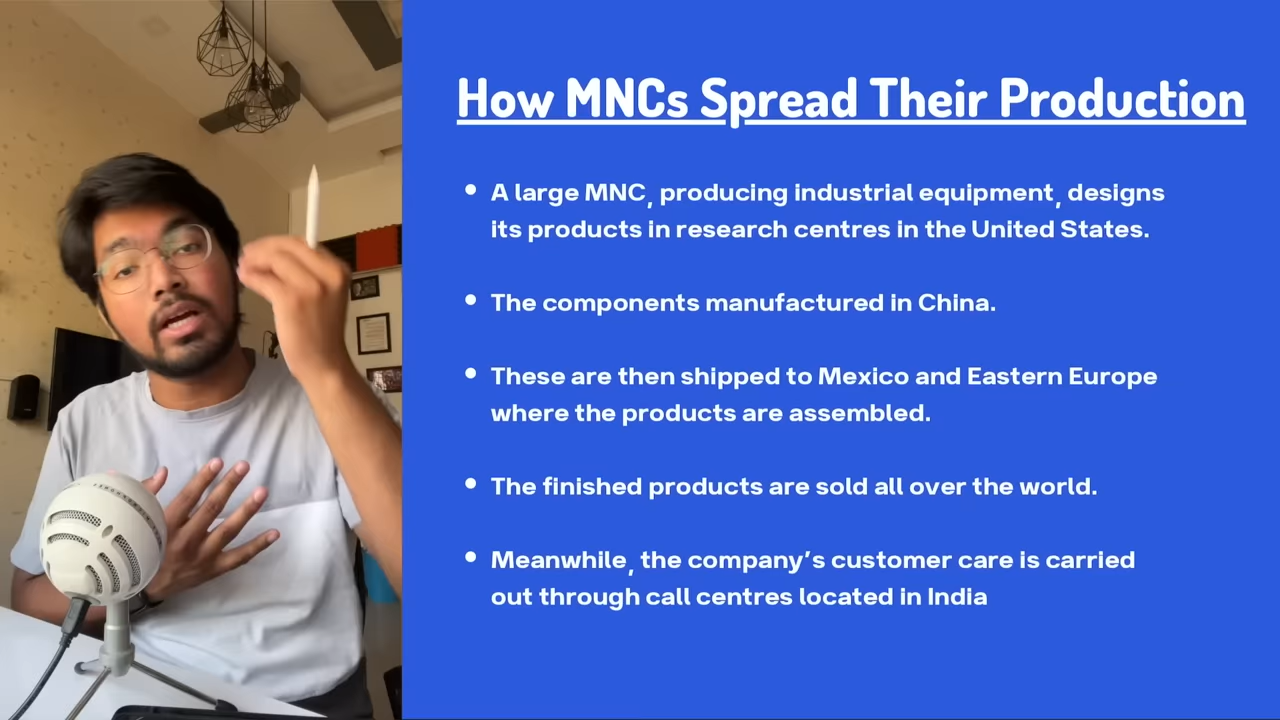 How MNCs Spread Their Production
• A large MNC, producing industrial equipment, designs
its products in research centres in the United States.
• The components manufactured in China.
• These are then shipped to Mexico and Eastern Europe
where the products are assembled.
• The finished products are sold all over the world.
• Meanwhile, the company’s customer care is carried
out through call centres located in India